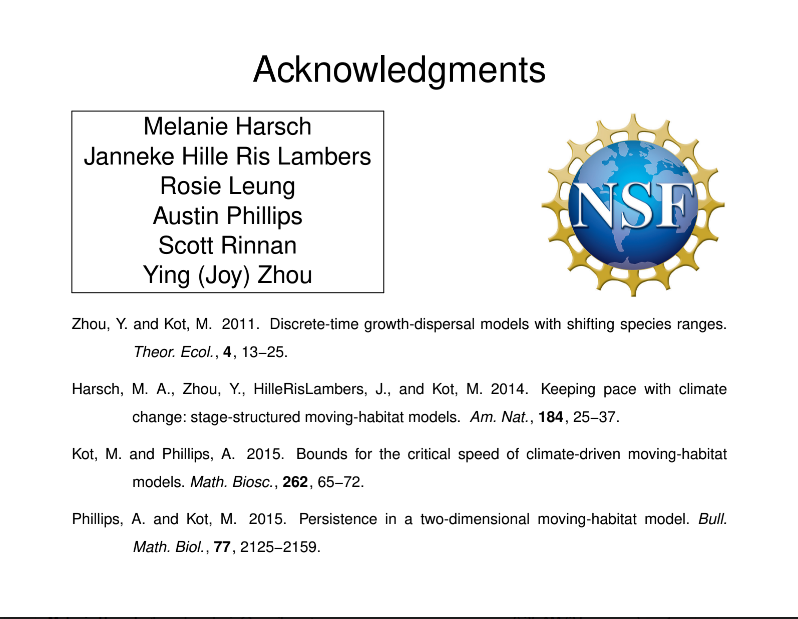 Acknowledgments
Melanie Harsch
Janneke Hille Ris Lambers
Rosie Leung
Austin Phillips
Scott Rinnan
Ying (Joy) Zhou
NSF
Zhou, Y. and Kot, M. 2011. Discrete-time growth-dispersal models with shifting species ranges.
Theor. Ecol., 4, 13–25.
Harsch, M. A., Zhou, Y., HilleRisLambers, J., and Kot, M. 2014. Keeping pace with climate
change: stage-structured moving-habitat models. Am. Nat., 184, 25–37.
Kot, M. and Phillips, A. 2015. Bounds for the critical speed of climate-driven moving-habitat
models. Math. Biosc., 262, 65–72.
Phillips, A. and Kot, M. 2015. Persistence in a two-dimensional moving-habitat model. Bull.
Math. Biol., 77, 2125–2159.